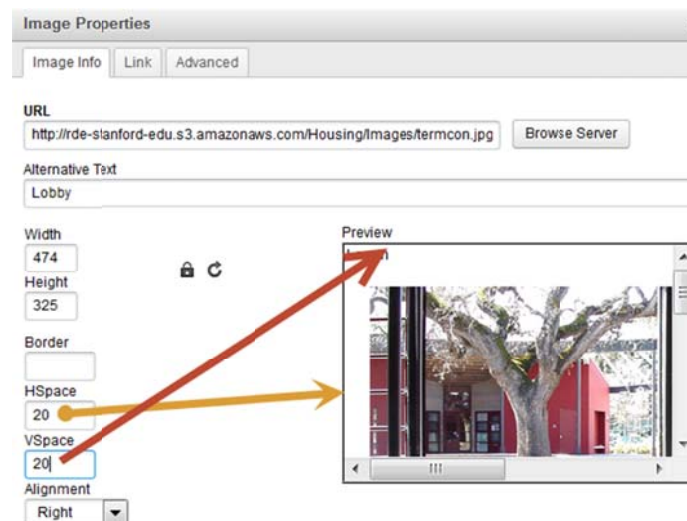 Image Properties
Image Info Link Advanced
URL
http://rde-stanford-edu.s3.amazonaws.com/Housing/Images/termcon.jpg Browse Server
Alternative Text
Lobby
Width
474
Height
325
Border
HSpace
20
VSpace
20
Alignment
Right
Preview